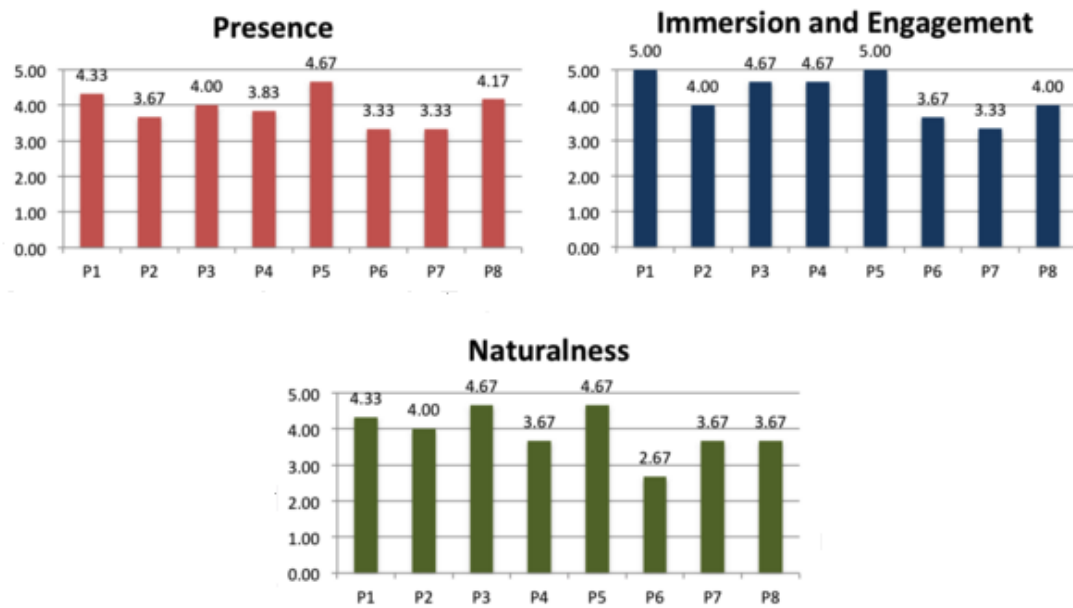 Presence
4.33 3.67 4.00 3.83 4.67 3.33 3.33 4.17
5.00
4.00
3.00
2.00
1.00
0.00
P1 P2 P3 P4 P5 P6 P7 P8
Immersion and Engagement
5.00 4.00 4.67 4.67 5.00 3.67 3.33 4.00
5.00
4.00
3.00
2.00
1.00
0.00
P1 P2 P3 P4 P5 P6 P7 P8
Naturalness
4.33 4.00 4.67 3.67 4.67 2.67 3.67 3.67
5.00
4.00
3.00
2.00
1.00
0.00
P1 P2 P3 P4 P5 P6 P7 P8